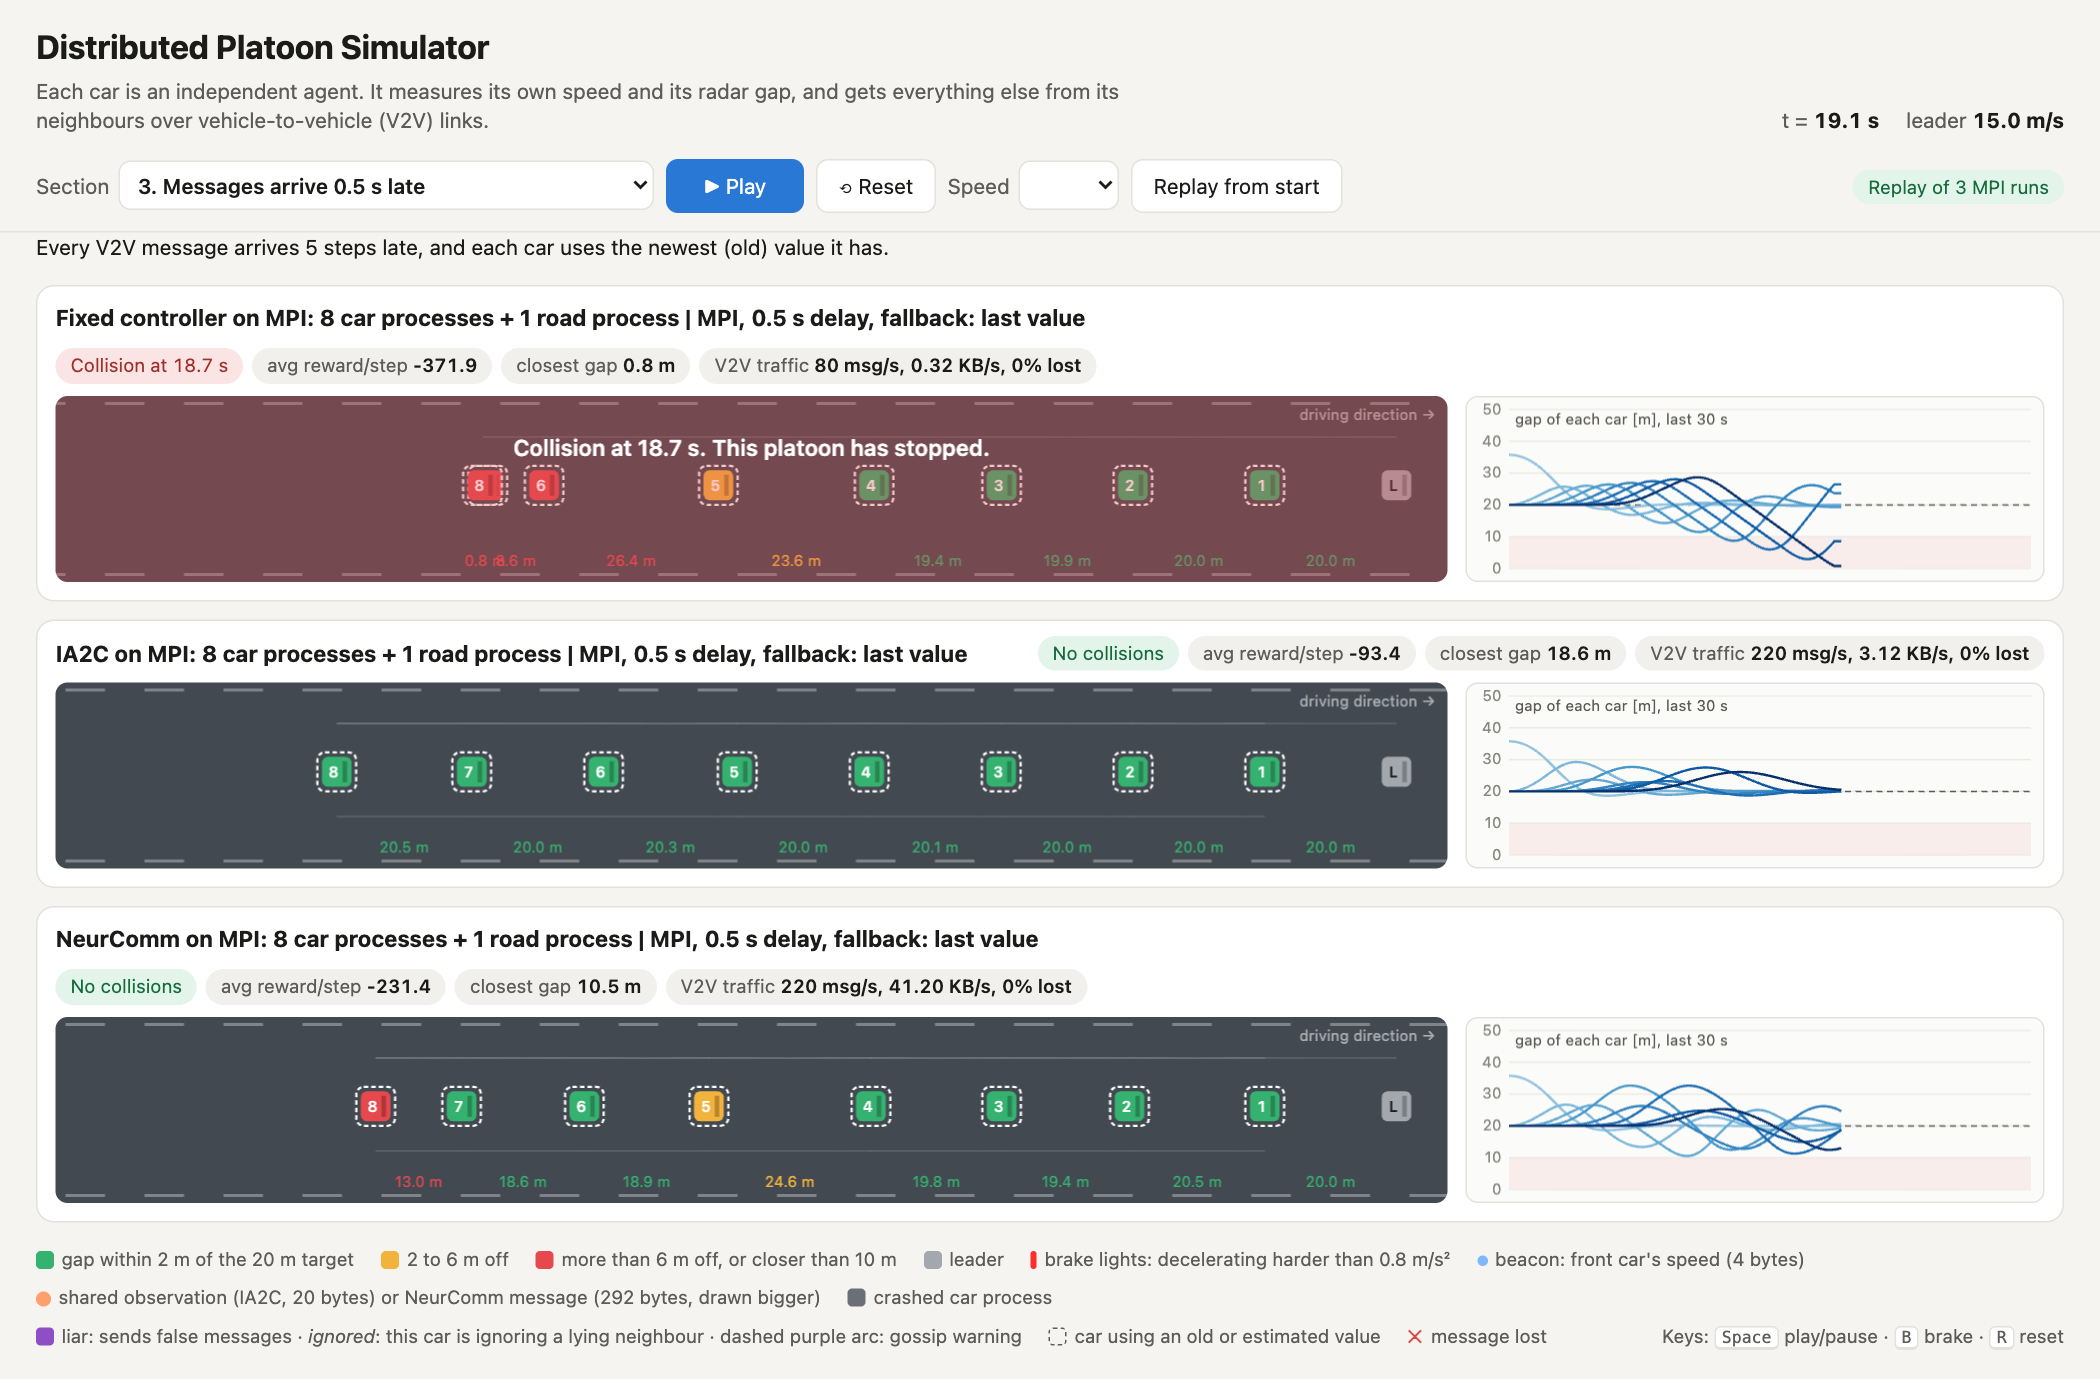 Distributed Platoon Simulator
Each car is an independent agent. It measures its own speed and its radar gap, and gets everything else from its
neighbours over vehicle-to-vehicle (V2V) links.
t = 19.1 s leader 15.0 m/s
Section 3. Messages arrive 0.5 s late ▶ Play ⟲ Reset Speed Replay from start Replay of 3 MPI runs
Every V2V message arrives 5 steps late, and each car uses the newest (old) value it has.
Fixed controller on MPI: 8 car processes + 1 road process | MPI, 0.5 s delay, fallback: last value
Collision at 18.7 s avg reward/step -371.9 closest gap 0.8 m V2V traffic 80 msg/s, 0.32 KB/s, 0% lost
driving direction →
Collision at 18.7 s. This platoon has stopped.
8 6 5 4 3 2 1 L
0.8 m 8.6 m 26.4 m 23.6 m 19.4 m 19.9 m 20.0 m 20.0 m
gap of each car [m], last 30 s
50
40
30
20
10
0
IA2C on MPI: 8 car processes + 1 road process | MPI, 0.5 s delay, fallback: last value
No collisions avg reward/step -93.4 closest gap 18.6 m V2V traffic 220 msg/s, 3.12 KB/s, 0% lost
driving direction →
8 7 6 5 4 3 2 1 L
20.5 m 20.0 m 20.3 m 20.0 m 20.1 m 20.0 m 20.0 m 20.0 m
gap of each car [m], last 30 s
50
40
30
20
10
0
NeurComm on MPI: 8 car processes + 1 road process | MPI, 0.5 s delay, fallback: last value
No collisions avg reward/step -231.4 closest gap 10.5 m V2V traffic 220 msg/s, 41.20 KB/s, 0% lost
driving direction →
8 7 6 5 4 3 2 1 L
13.0 m 18.6 m 18.9 m 24.6 m 19.8 m 19.4 m 20.5 m 20.0 m
gap of each car [m], last 30 s
50
40
30
20
10
0
gap within 2 m of the 20 m target 2 to 6 m off more than 6 m off, or closer than 10 m leader brake lights: decelerating harder than 0.8 m/s² beacon: front car's speed (4 bytes)
shared observation (IA2C, 20 bytes) or NeurComm message (292 bytes, drawn bigger) crashed car process
liar: sends false messages · ignored: this car is ignoring a lying neighbour · dashed purple arc: gossip warning car using an old or estimated value message lost Keys: Space play/pause · B brake · R reset